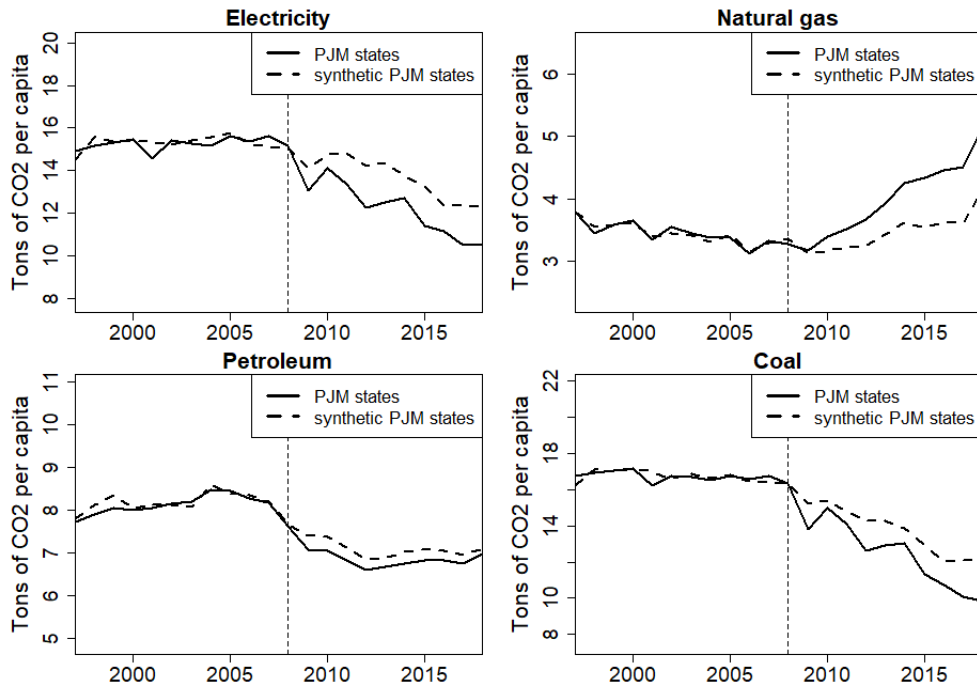 Electricity
Tons of CO2 per capita
20
18
16
14
12
10
8
2000
2005
2010
2015
PJM states
synthetic PJM states
Natural gas
Tons of CO2 per capita
6
5
4
3
2000
2005
2010
2015
PJM states
synthetic PJM states
Petroleum
Tons of CO2 per capita
11
10
9
8
7
6
5
2000
2005
2010
2015
PJM states
synthetic PJM states
Coal
Tons of CO2 per capita
22
18
14
10
8
2000
2005
2010
2015
PJM states
synthetic PJM states